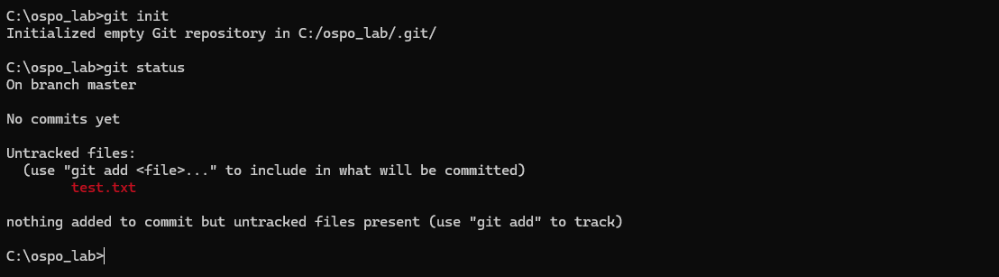 C:\ospo_lab>git init
Initialized empty Git repository in C:/ospo_lab/.git/
C:\ospo_lab>git status
On branch master
No commits yet
Untracked files:
  (use "git add <file>..." to include in what will be committed)
        test.txt
nothing added to commit but untracked files present (use "git add" to track)
C:\ospo_lab>